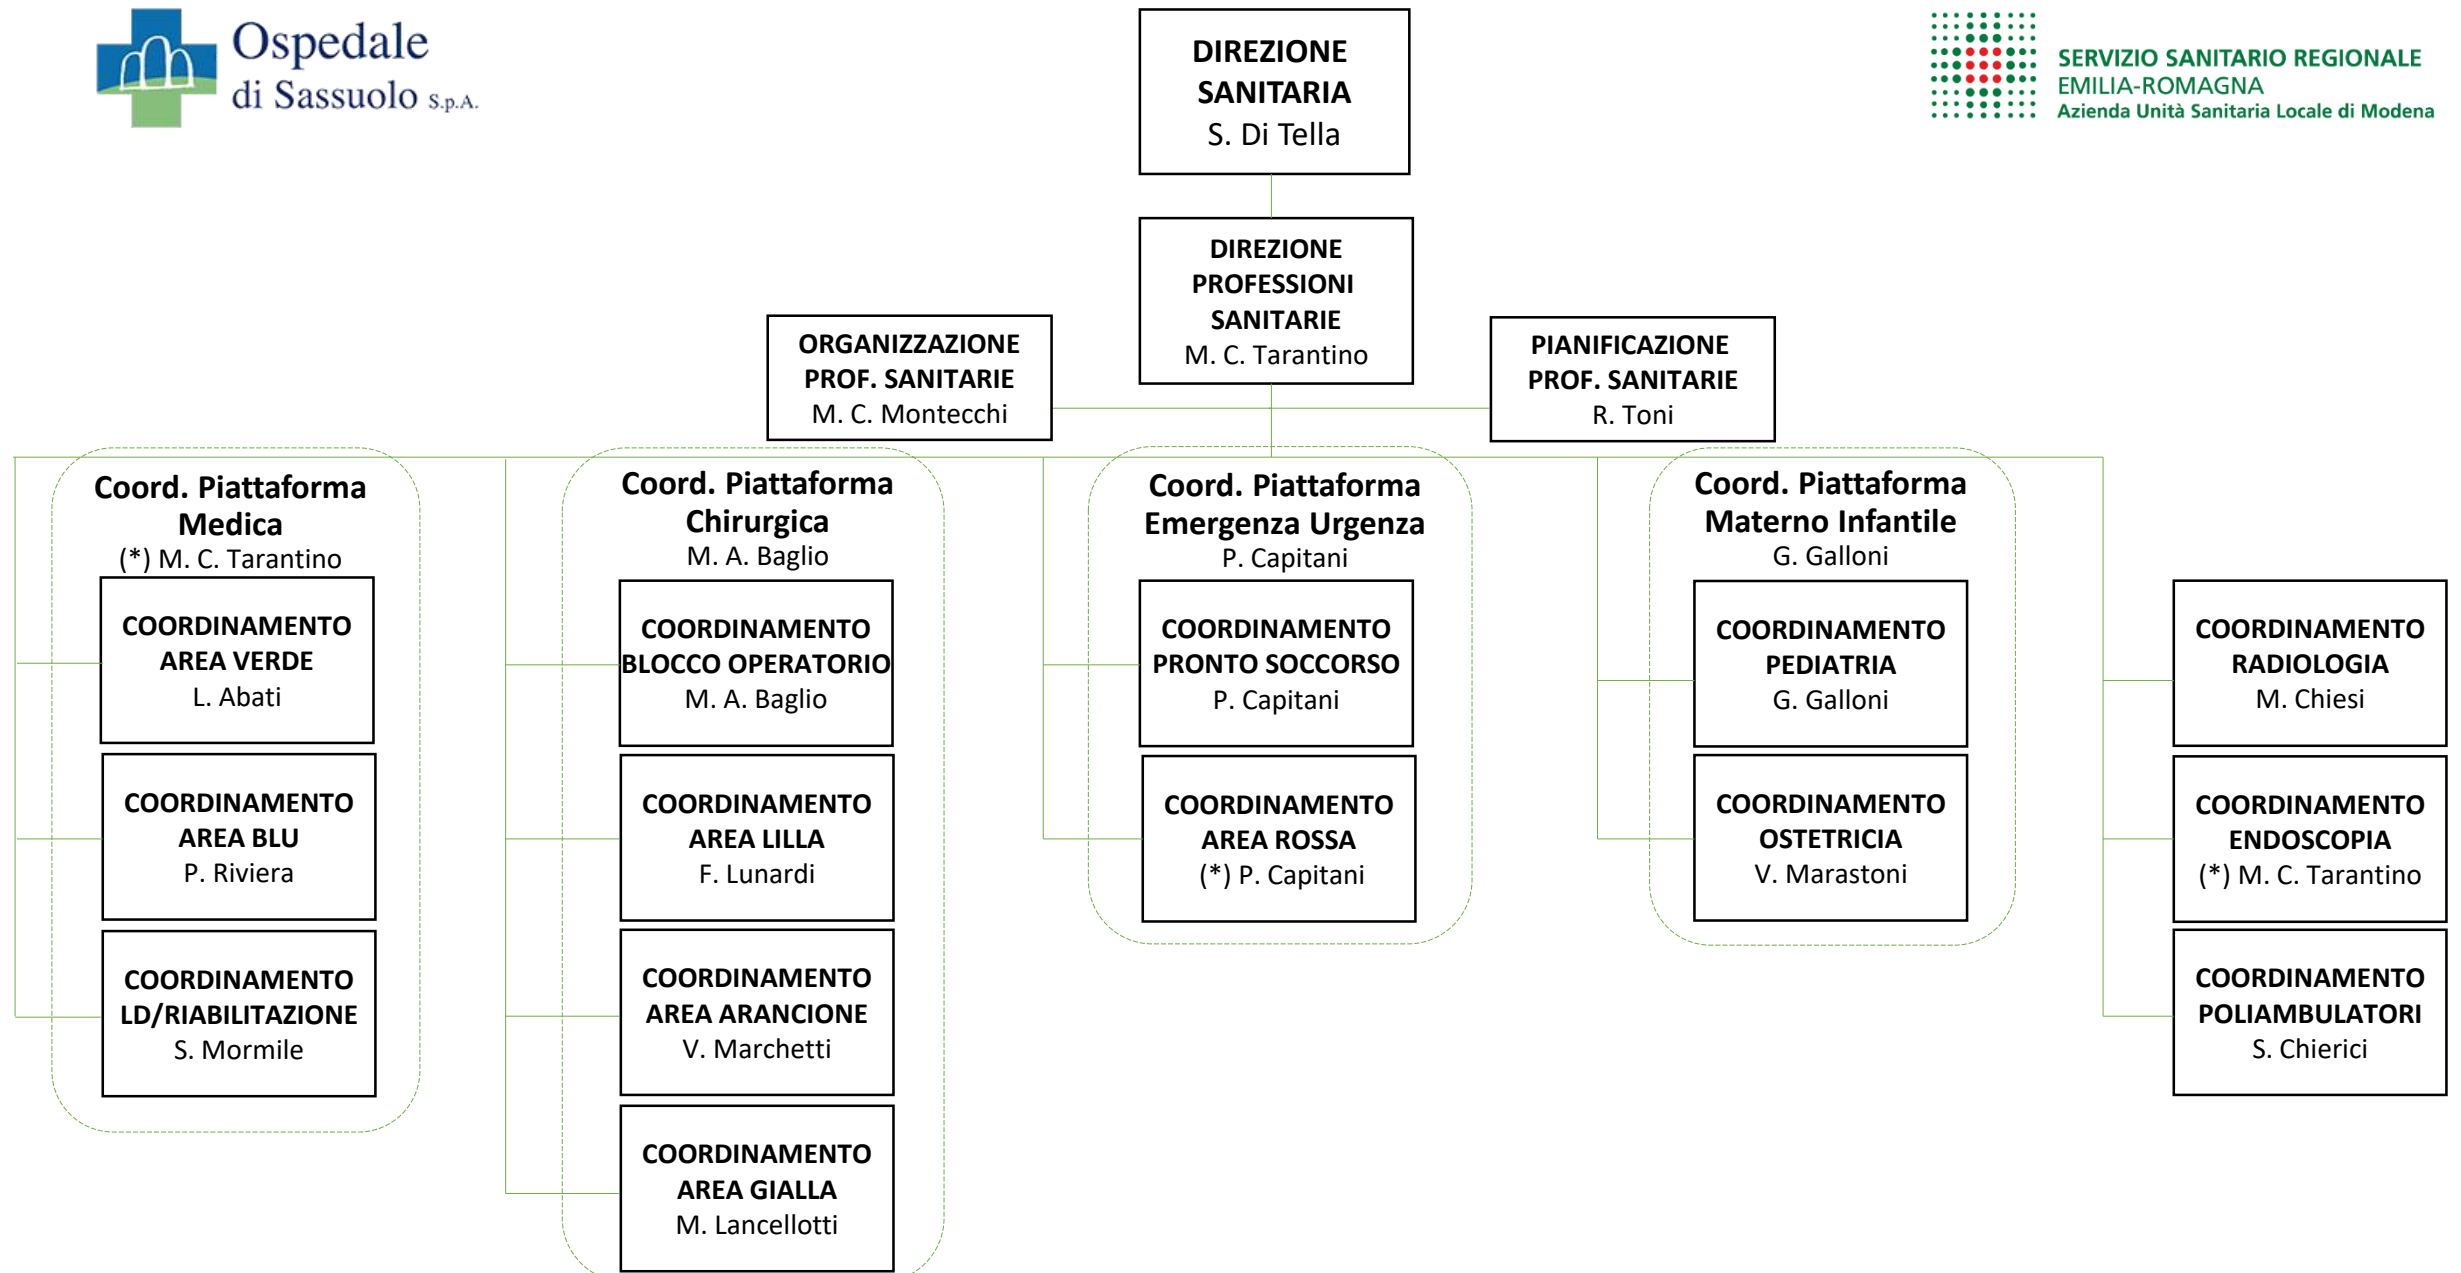 Ospedale
di Sassuolo S.p.A.
DIREZIONE
SANITARIA
S. Di Tella
SERVIZIO SANITARIO REGIONALE
EMILIA-ROMAGNA
Azienda Unità Sanitaria Locale di Modena
DIREZIONE
PROFESSIONI
SANITARIE
M. C. Tarantino
ORGANIZZAZIONE
PROF. SANITARIE
M. C. Montecchi
PIANIFICAZIONE
PROF. SANITARIE
R. Toni
Coord. Piattaforma
Medica
(*) M. C. Tarantino
COORDINAMENTO
AREA VERDE
L. Abati
COORDINAMENTO
AREA BLU
P. Riviera
COORDINAMENTO
LD/RIABILITAZIONE
S. Mormile
Coord. Piattaforma
Chirurgica
M. A. Baglio
COORDINAMENTO
BLOCCO OPERATORIO
M. A. Baglio
COORDINAMENTO
AREA LILLA
F. Lunardi
COORDINAMENTO
AREA ARANCIONE
V. Marchetti
COORDINAMENTO
AREA GIALLA
M. Lancellotti
Coord. Piattaforma
Emergenza Urgenza
P. Capitani
COORDINAMENTO
PRONTO SOCCORSO
P. Capitani
COORDINAMENTO
AREA ROSSA
(*) P. Capitani
Coord. Piattaforma
Materno Infantile
G. Galloni
COORDINAMENTO
PEDIATRIA
G. Galloni
COORDINAMENTO
OSTETRICIA
V. Marastoni
COORDINAMENTO
RADIOLOGIA
M. Chiesi
COORDINAMENTO
ENDOSCOPIA
(*) M. C. Tarantino
COORDINAMENTO
POLIAMBULATORI
S. Chierici